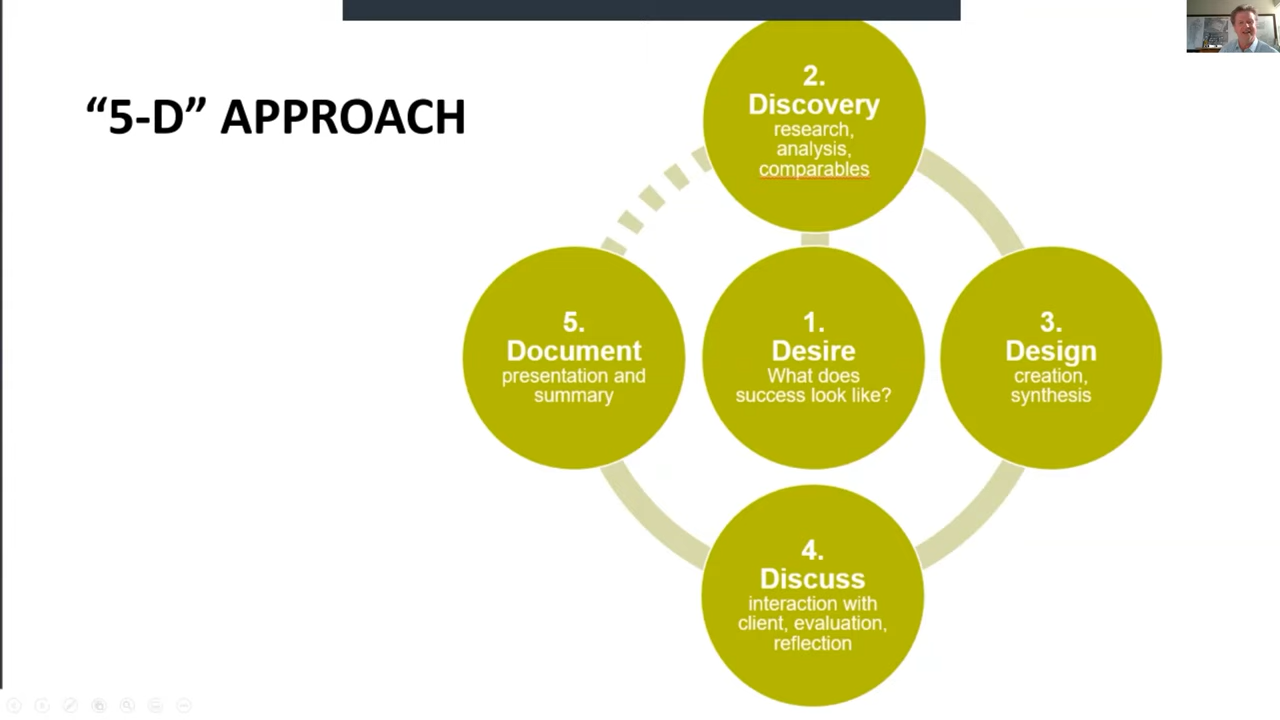 “5-D” APPROACH
2.
Discovery
research,
analysis,
comparables
5.
Document
presentation and
summary
1.
Desire
What does
success look like?
3.
Design
creation,
synthesis
4.
Discuss
interaction with
client, evaluation,
reflection